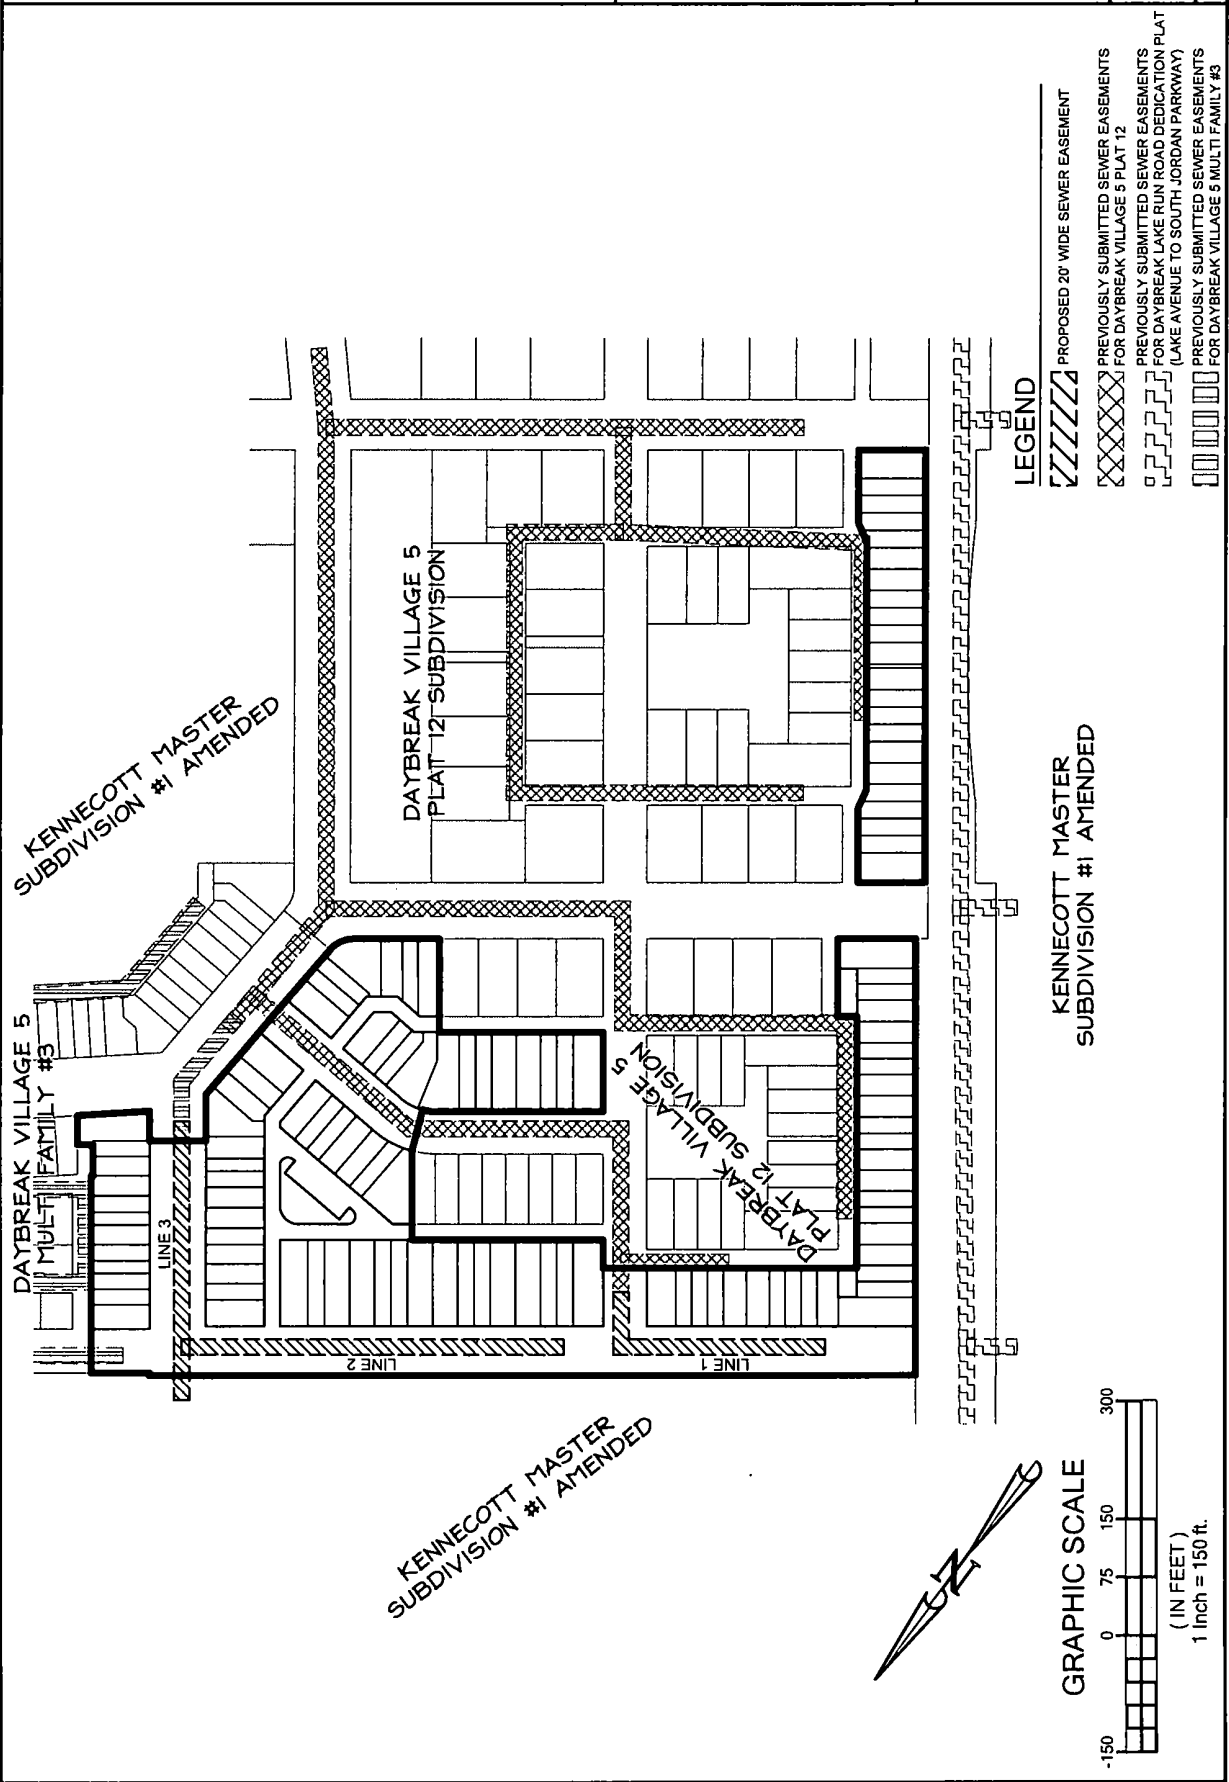 KENNECOTT MASTER
SUBDIVISION #1 AMENDED
DAYBREAK VILLAGE 5
MULTI FAMILY #3
DAYBREAK VILLAGE 5
PLAT 12 SUBDIVISION
DAYBREAK VILLAGE 5
PLAT 12 SUBDIVISION
LINE 3
LINE 2
LINE 1
KENNECOTT MASTER
SUBDIVISION #1 AMENDED
KENNECOTT MASTER
SUBDIVISION #1 AMENDED
N
GRAPHIC SCALE
-150 0 75 150 300
( IN FEET )
1 Inch = 150 ft.
LEGEND
PROPOSED 20' WIDE SEWER EASEMENT
PREVIOUSLY SUBMITTED SEWER EASEMENTS
FOR DAYBREAK VILLAGE 5 PLAT 12
PREVIOUSLY SUBMITTED SEWER EASEMENTS
FOR DAYBREAK LAKE RUN ROAD DEDICATION PLAT
(LAKE AVENUE TO SOUTH JORDAN PARKWAY)
PREVIOUSLY SUBMITTED SEWER EASEMENTS
FOR DAYBREAK VILLAGE 5 MULTI FAMILY #3